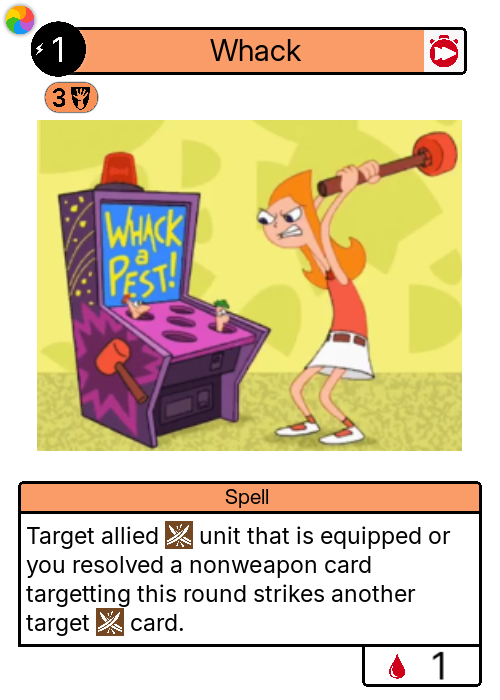 1
Whack
3
WHACK
a
PEST!
Spell
Target allied unit that is equipped or
you resolved a nonweapon card
targetting this round strikes another
target card.
1